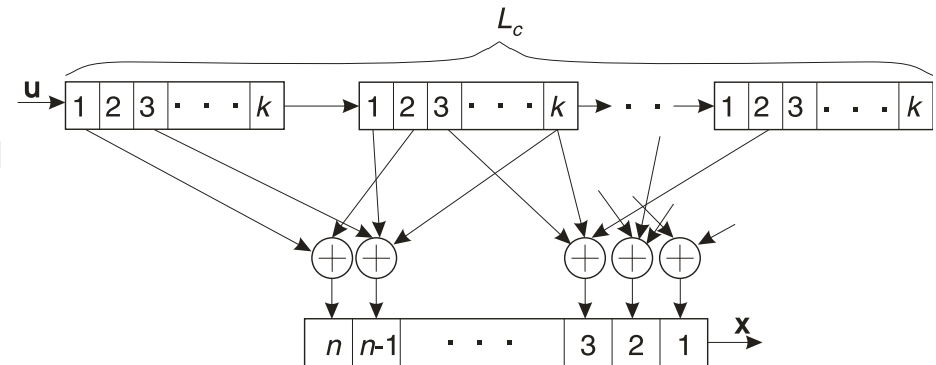 L_c
u 1 2 3 · · · k 1 2 3 · · · k · · 1 2 3 · · · k
n n-1 · · · 3 2 1 x